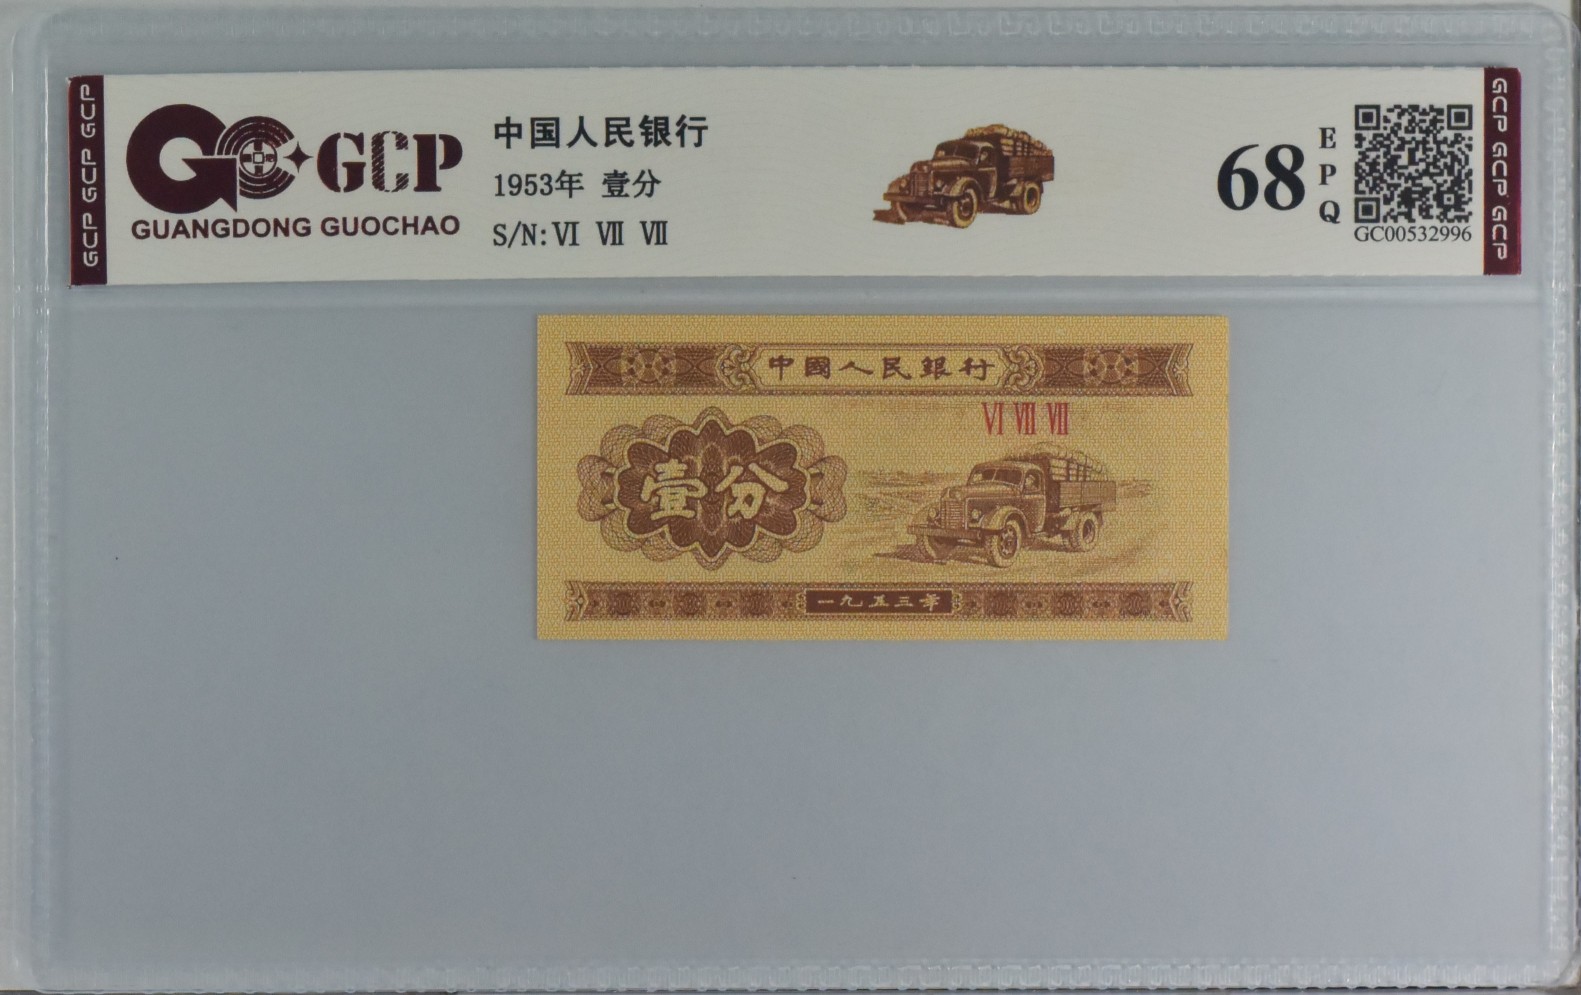 GCP GCP GCP
GCP
GUANGDONG GUOCHAO
中国人民银行
1953年 壹分
S/N: Ⅵ Ⅶ Ⅶ
68
EPQ
GC00532996
GCP GCP GCP
中國人民銀行
Ⅵ Ⅶ Ⅶ
壹分
一九五三年